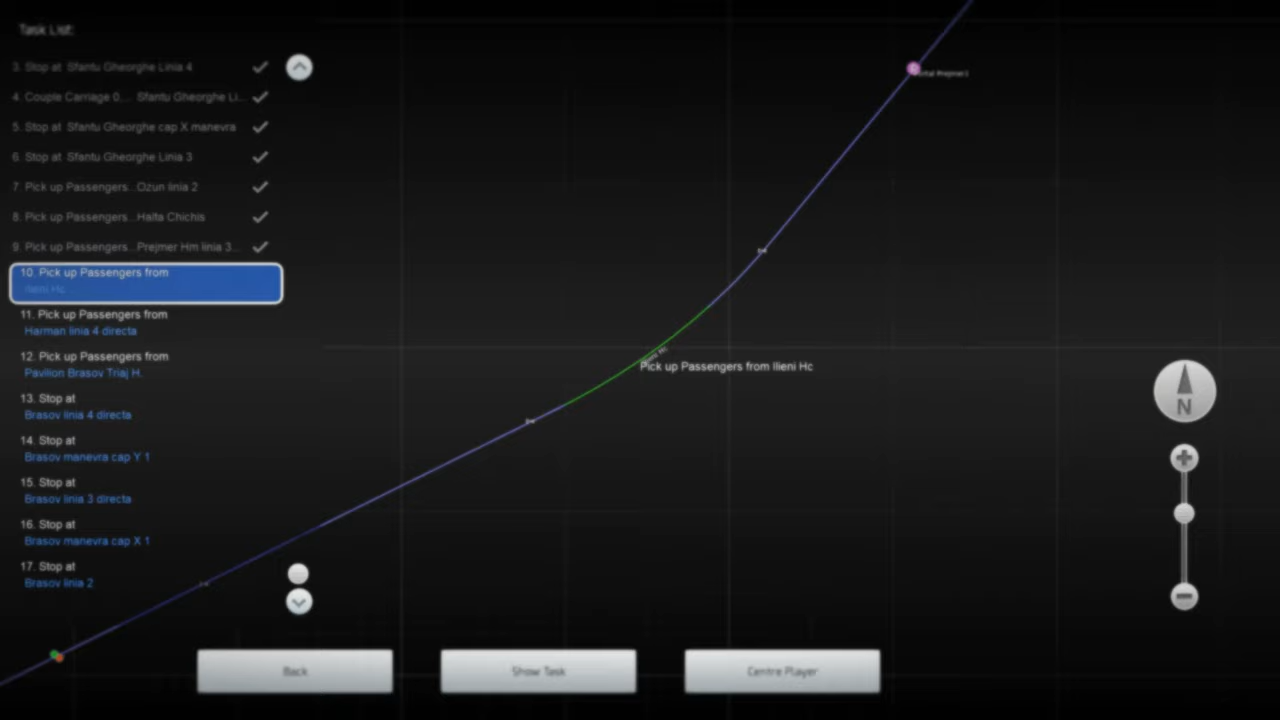 Task List:
3. Stop at Sfantu Gheorghe Linia 4
4. Couple Carriage 0... Sfantu Gheorghe Li...
5. Stop at Sfantu Gheorghe cap X manevra
6. Stop at Sfantu Gheorghe Linia 3
7. Pick up Passengers...Ozun linia 2
8. Pick up Passengers...Halta Chichis
9. Pick up Passengers...Prejmer Hm linia 3...
10. Pick up Passengers from
Ilieni Hc...
11. Pick up Passengers from
Harman linia 4 directa
12. Pick up Passengers from
Pavilion Brasov Triaj H.
13. Stop at
Brasov linia 4 directa
14. Stop at
Brasov manevra cap Y 1
15. Stop at
Brasov linia 3 directa
16. Stop at
Brasov manevra cap X 1
17. Stop at
Brasov linia 2
Ilieni Hc
Pick up Passengers from Ilieni Hc
N
Back
Show Task
Centre Player